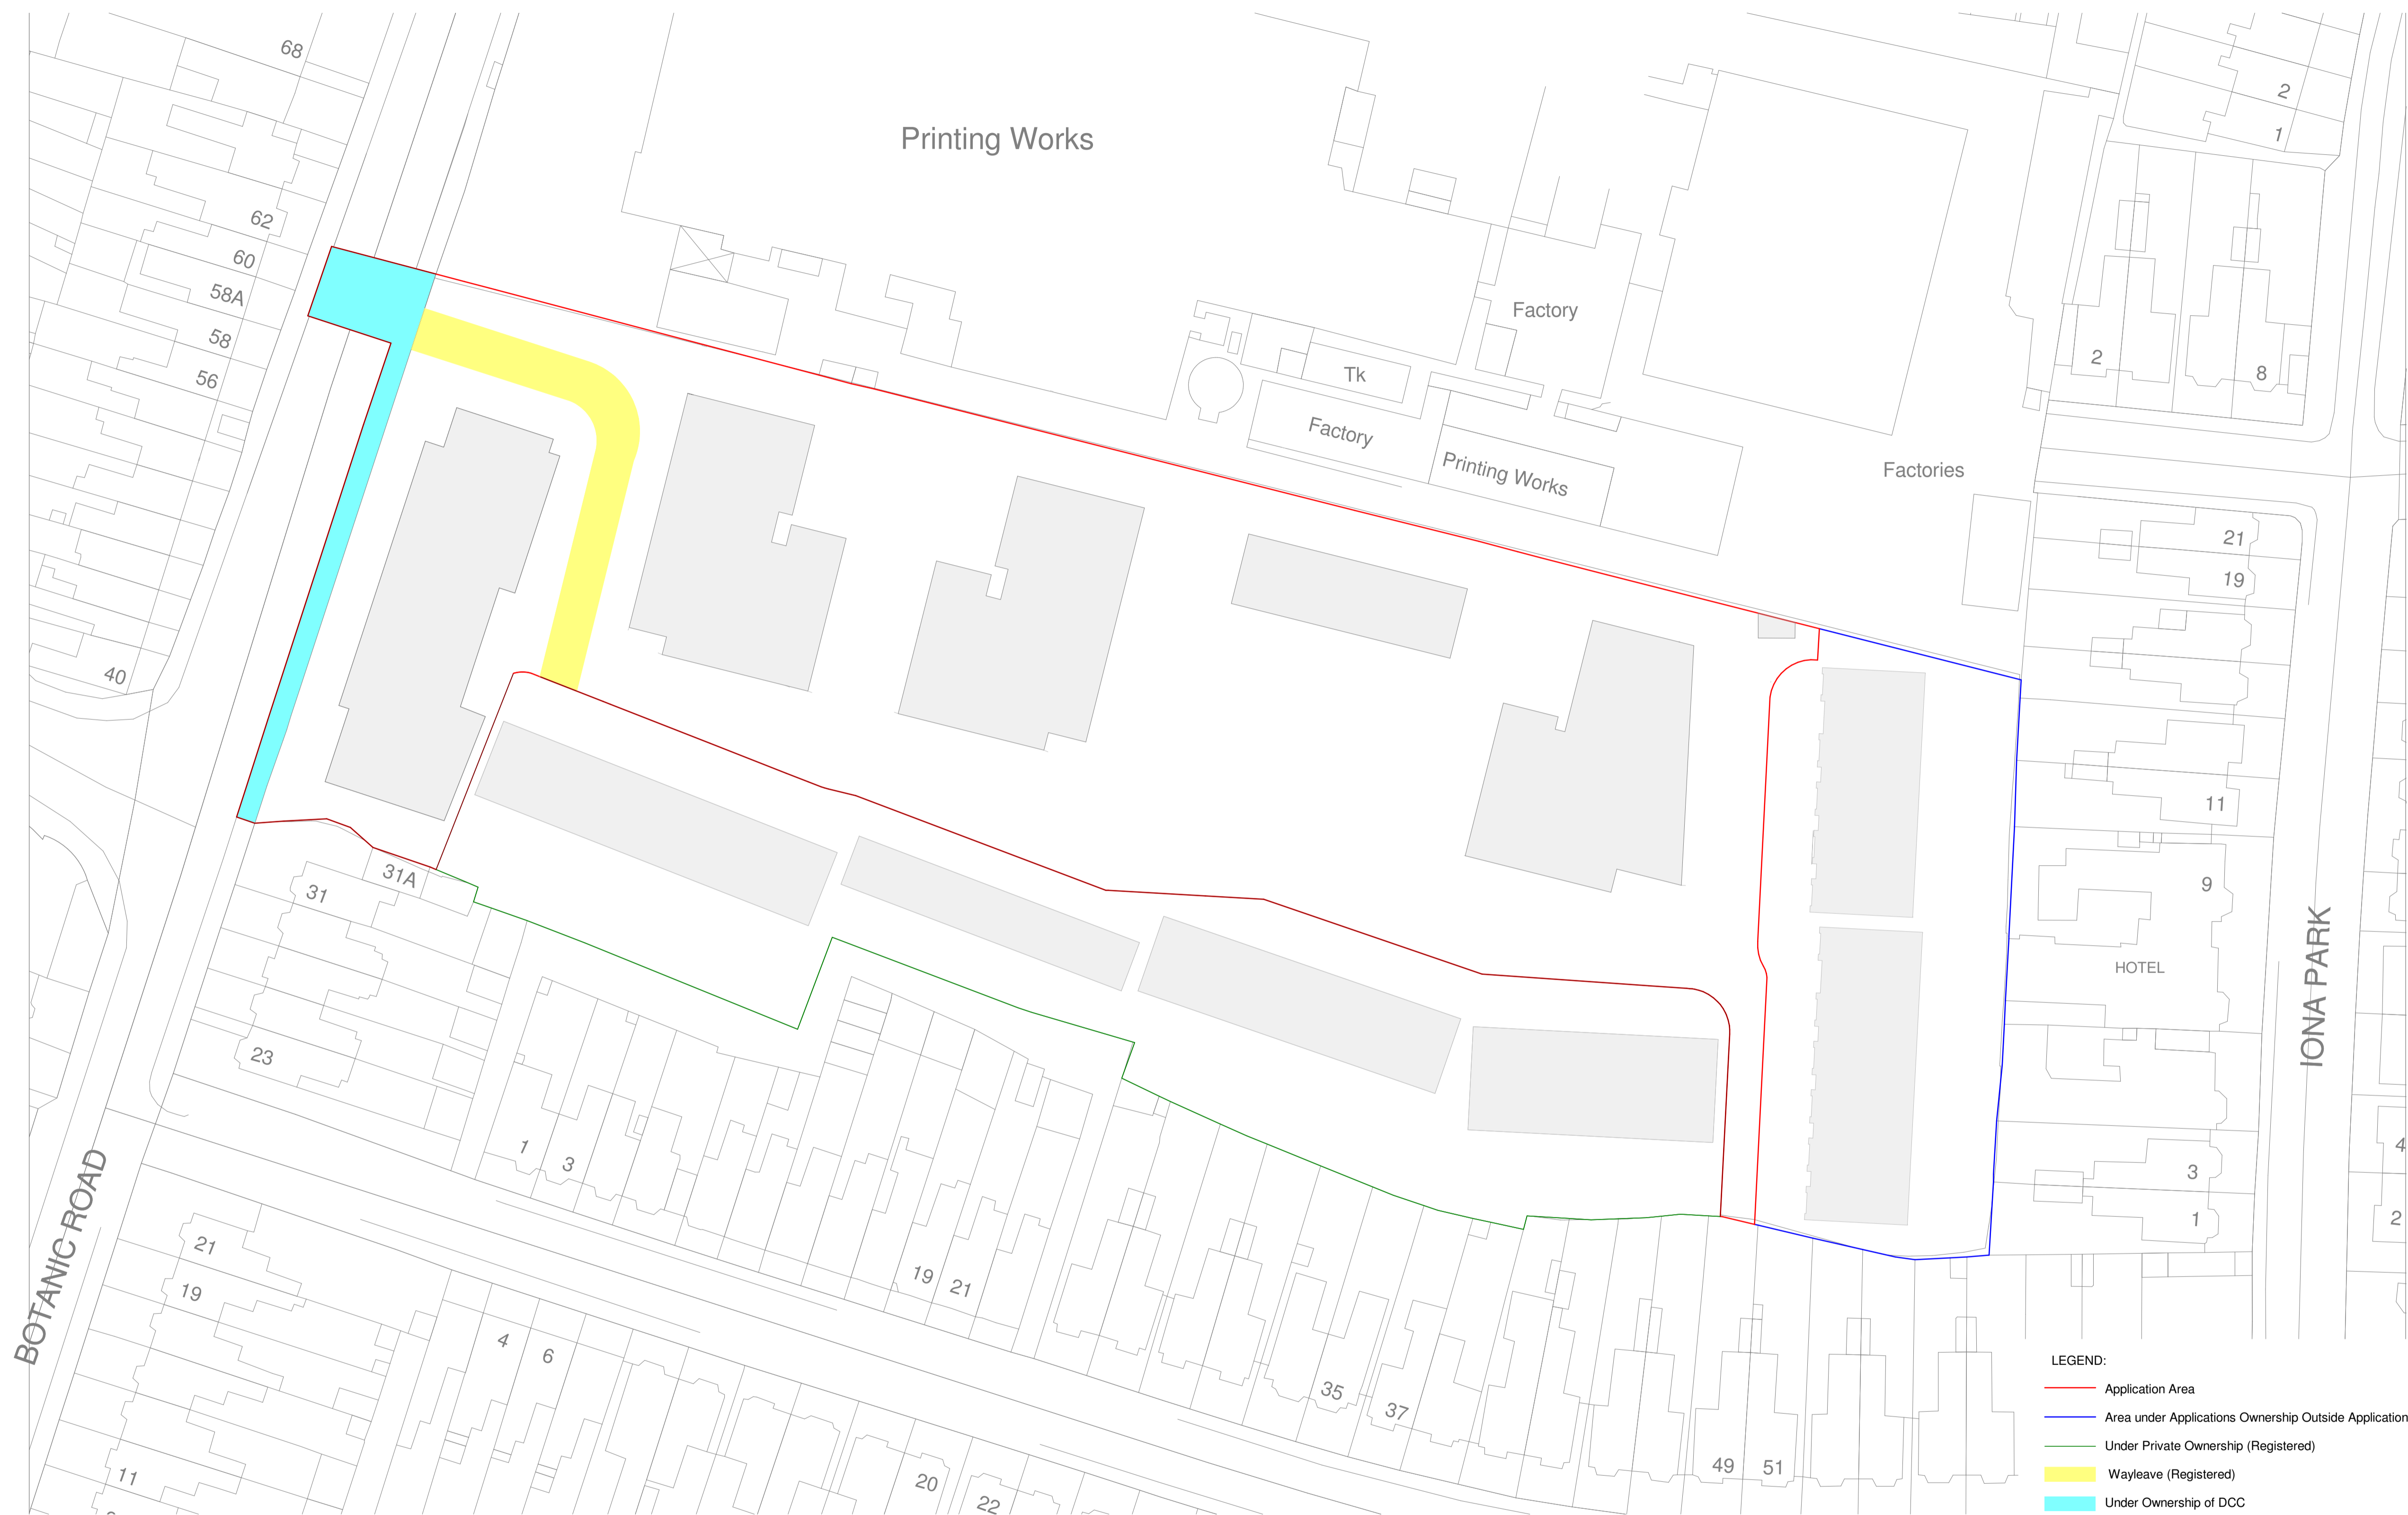 68
2
Printing Works
1
62
60
58A
Factory
58
2
8
Tk
56
Factory
Printing Works
Factories
21
19
40
11
31A
31
9
HOTEL
IONA PARK
23
1
3
4
3
BOTANIC ROAD
1
2
21
19
21
19
LEGEND:
4
6
35
Application Area
37
Area under Applications Ownership Outside Application
Under Private Ownership (Registered)
49
51
11
Wayleave (Registered)
20
22
Under Ownership of DCC